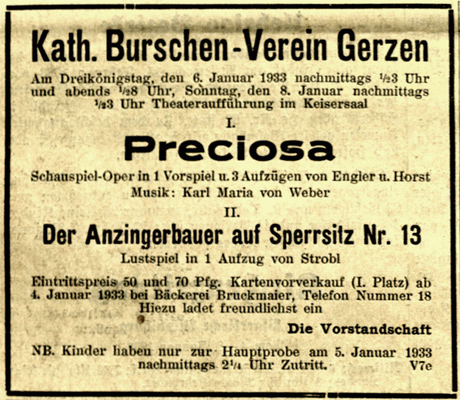 Kath. Burschen-Verein Gerzen
Am Dreikönigstag, den 6. Januar 1933 nachmittags ½3 Uhr
und abends ½8 Uhr, Sonntag, den 8. Januar nachmittags
½3 Uhr Theateraufführung im Keisersaal
I.
Preciosa
Schauspiel-Oper in 1 Vorspiel u. 3 Aufzügen von Engler u. Horst
Musik: Karl Maria von Weber
II.
Der Anzingerbauer auf Sperrsitz Nr. 13
Lustspiel in 1 Aufzug von Strobl
Eintrittspreis 50 und 70 Pfg. Kartenvorverkauf (I. Platz) ab
4. Januar 1933 bei Bäckerei Bruckmaier, Telefon Nummer 18
Hiezu ladet freundlichst ein
Die Vorstandschaft
NB. Kinder haben nur zur Hauptprobe am 5. Januar 1933
nachmittags 2¼ Uhr Zutritt. V7e